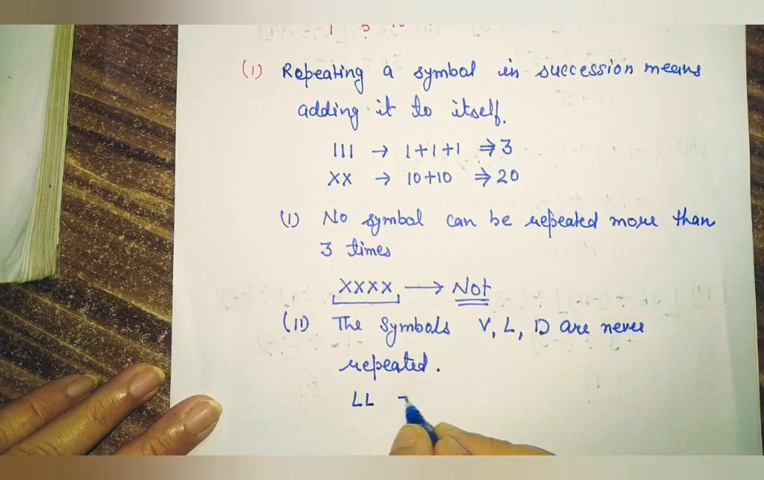 (1) Repeating a symbol in succession means
adding it to itself.
III → 1+1+1 ⇒ 3
XX → 10+10 ⇒ 20
(I) No symbol can be repeated more than
3 times
XXXX → Not
(II) The symbols V, L, D are never
repeated.
LL